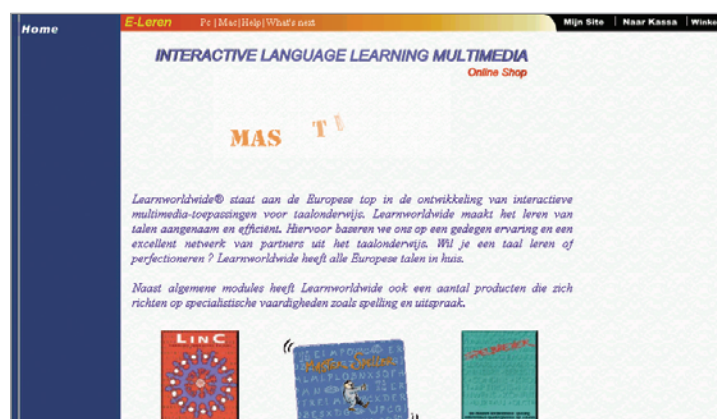 Home
E-Leren Pc | Mac | Help | What's next
Mijn Site | Naar Kassa | Winke
INTERACTIVE LANGUAGE LEARNING MULTIMEDIA
Online Shop
MAS T
Learnworldwide® staat aan de Europese top in de ontwikkeling van interactieve
multimedia-toepassingen voor taalonderwijs. Learnworldwide maakt het leren van
talen aangenaam en efficiënt. Hiervoor baseren we ons op een gedegen ervaring en een
excellent netwerk van partners uit het taalonderwijs. Wil je een taal leren of
perfectioneren ? Learnworldwide heeft alle Europese talen in huis.
Naast algemene modules heeft Learnworldwide ook een aantal producten die zich
richten op specialistische vaardigheden zoals spelling en uitspraak.
LINC